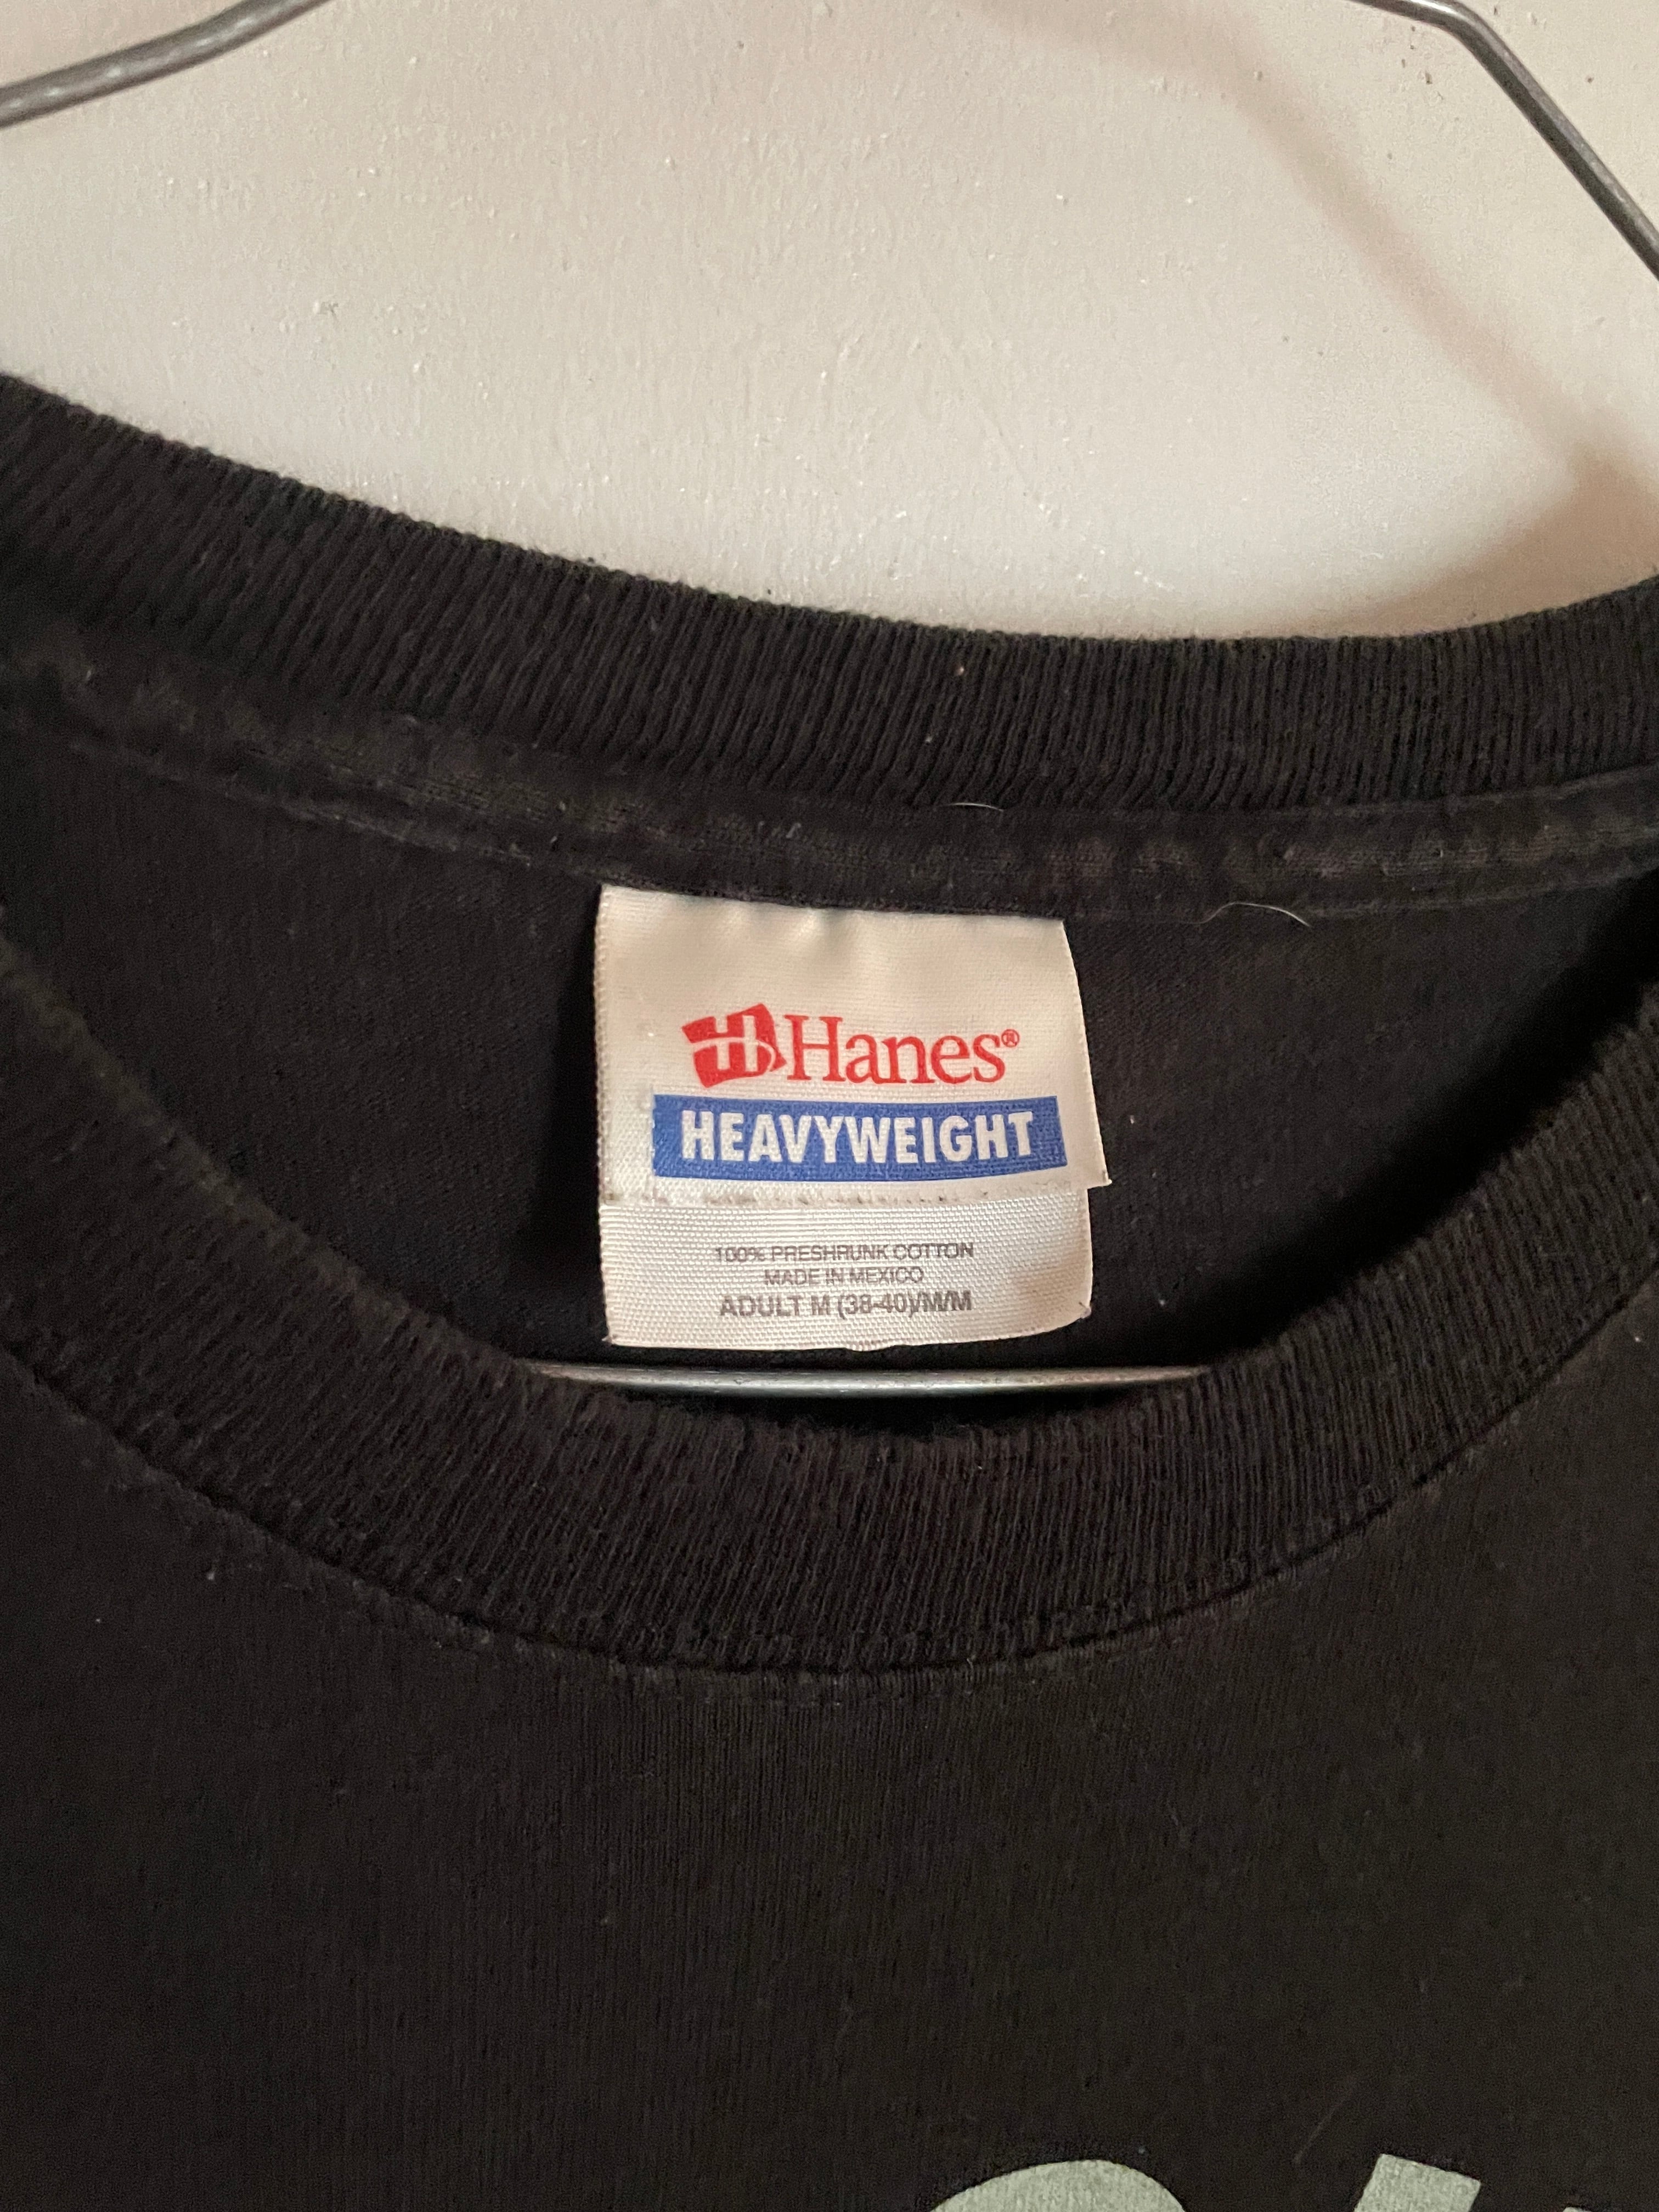 Hanes®
HEAVYWEIGHT
100% PRESHRUNK COTTON
MADE IN MEXICO
ADULT M (38-40)/M/M